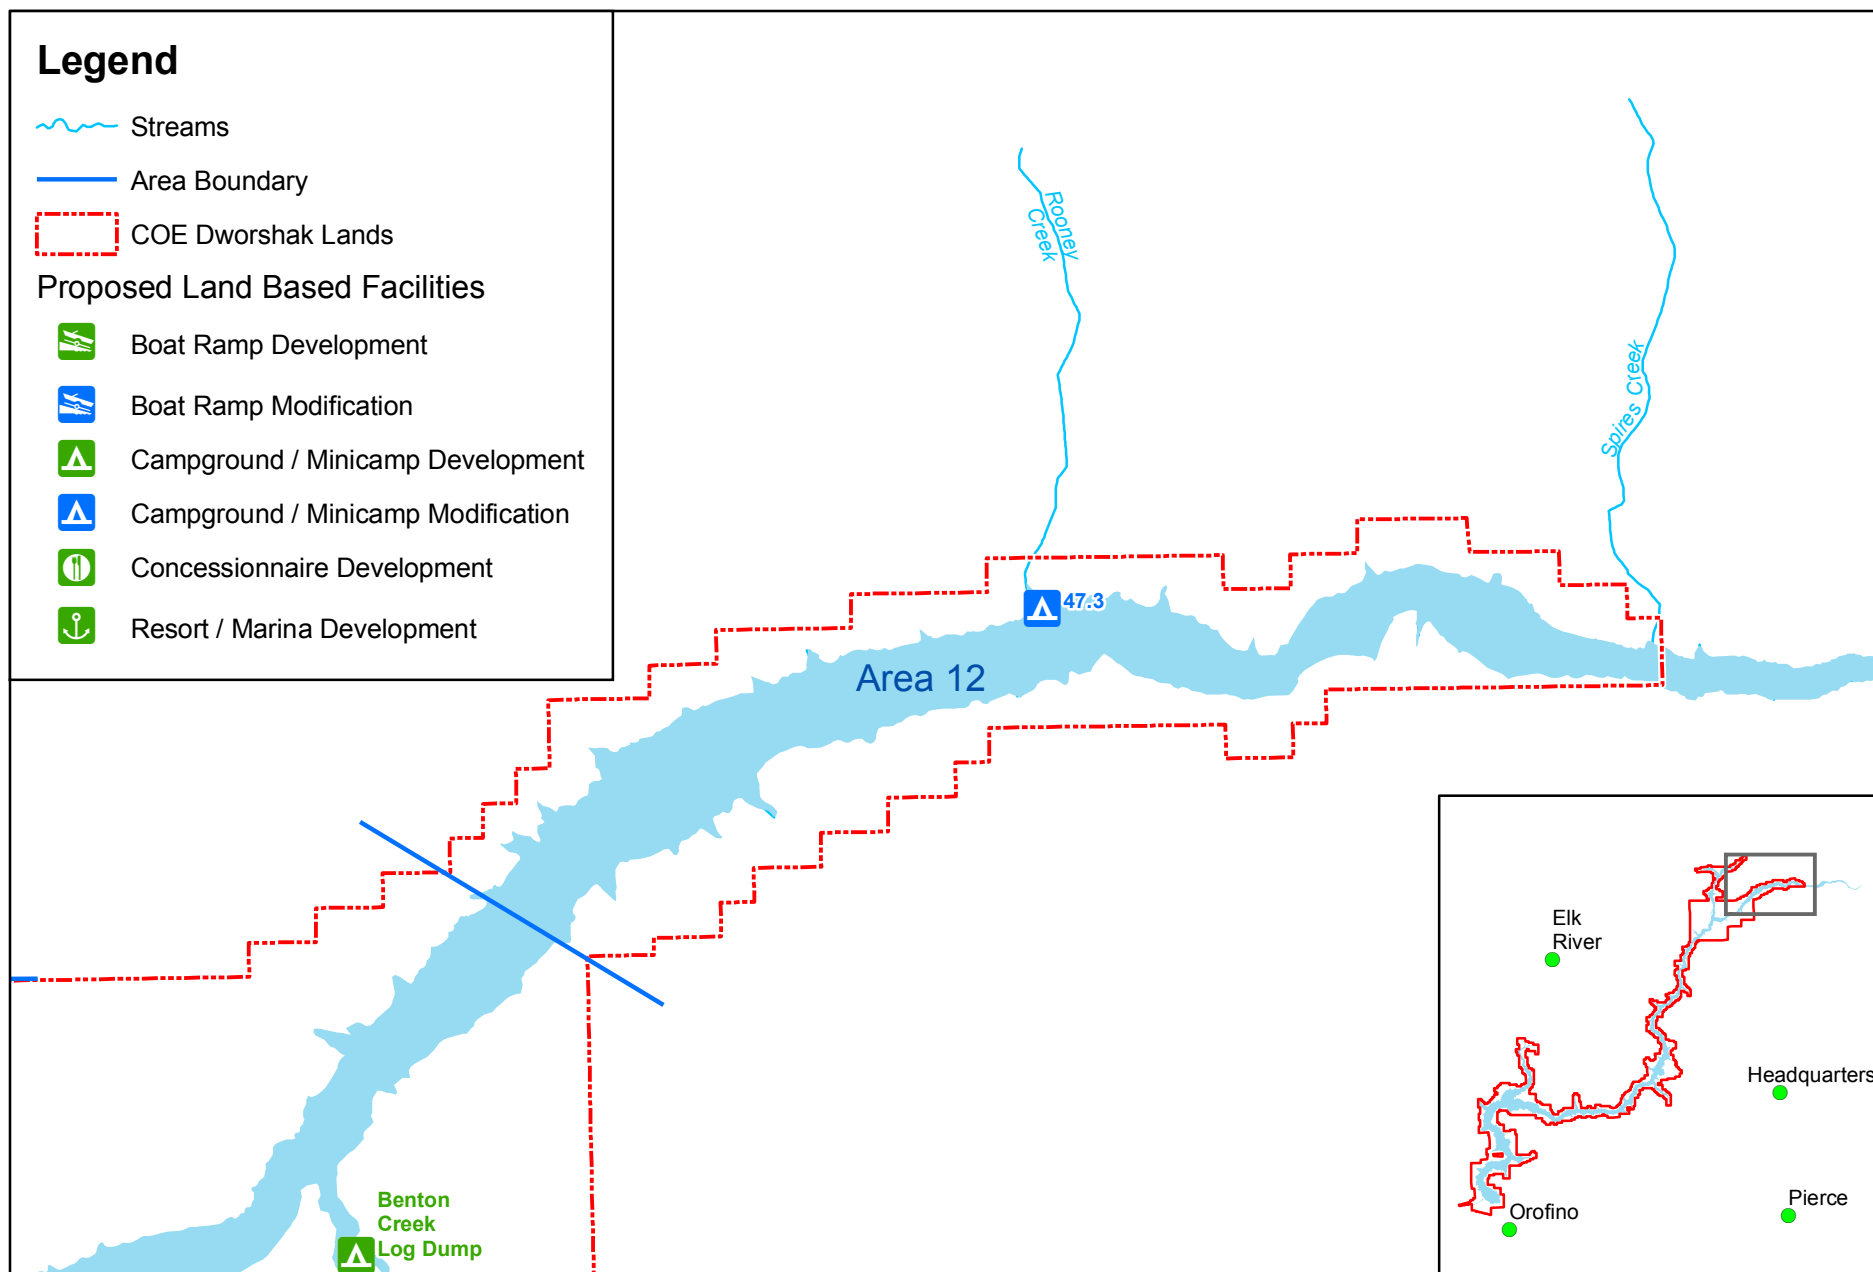 Legend
Streams
Area Boundary
COE Dworshak Lands
Proposed Land Based Facilities
Boat Ramp Development
Boat Ramp Modification
Campground / Minicamp Development
Campground / Minicamp Modification
Concessionnaire Development
Resort / Marina Development
Rooney
Creek
Spires Creek
47.3
Area 12
Benton
Creek
Log Dump
Elk
River
Headquarters
Pierce
Orofino